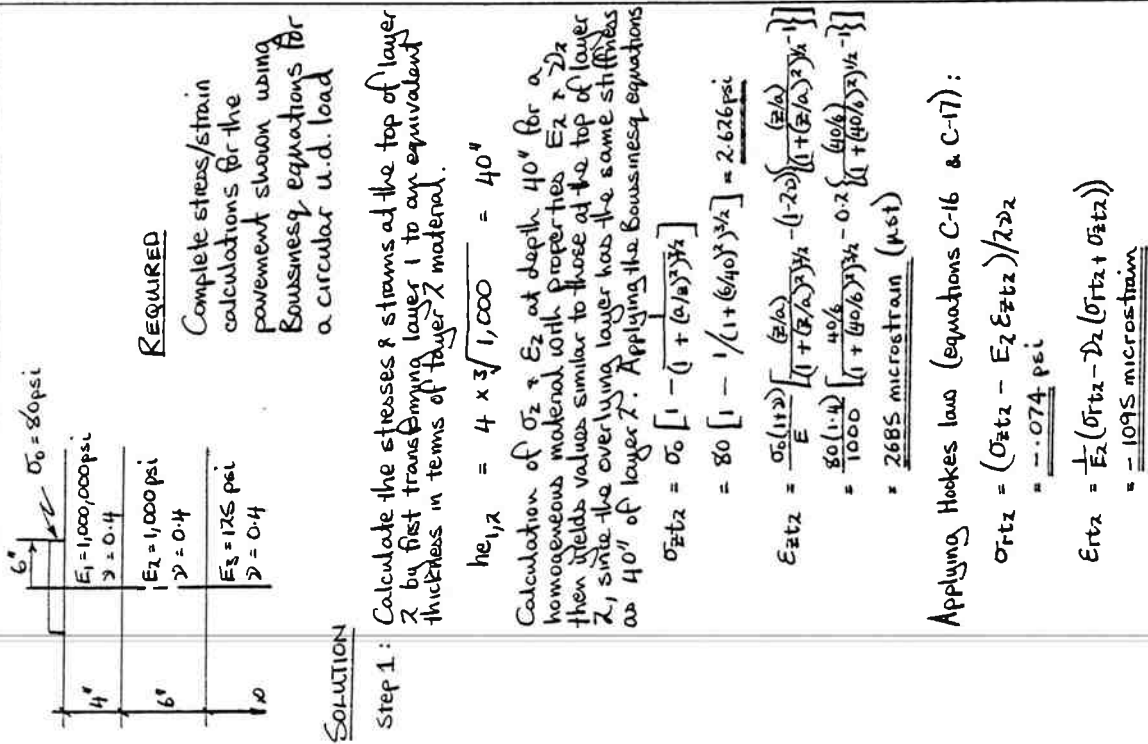 6"
σ₀ = 80psi
4"
E₁ = 1,000,000psi
ν = 0.4
6"
E₂ = 1,000psi
ν = 0.4
∞
E₃ = 125 psi
ν = 0.4
REQUIRED
Complete stress/strain
calculations for the
pavement shown using
Bousinesq equations for
a circular u.d. load
SOLUTION
Step 1: Calculate the stresses & strains at the top of layer
2 by first transforming layer 1 to an equivalent
thickness in terms of layer 2 material.
he₁,₂ = 4 x ³√1,000 = 40"
Calculation of σz & εz at depth 40" for a
homogeneous material with properties E₂ & ν₂
then yields values similar to those at the top of layer
2, since the overlying layer has the same stiffness
as 40" of layer 2. Applying the Bousinesq equations
σzt2 = σ₀ [1 - 1/(1 + (a/z)²)^3/2]
= 80 [1 - 1/(1 + (6/40)²)^3/2] = 2.626psi
εzt2 = σ₀(1+ν)/E [(z/a)/(1 + (z/a)²)^3/2 - (1-2ν){(z/a)/(1 + (z/a)²)^1/2 - 1}]
= 80(1.4)/1000 [40/6/(1 + (40/6)²)^3/2 - 0.2{(40/6)/(1 + (40/6)²)^1/2 - 1}]
= 2685 microstrain (µst)
Applying Hookes law (equations C-16 & C-17):
σrt2 = (σzt2 - E₂ εzt2)/2ν₂
= -.074 psi
εrt2 = 1/E₂ (σrt2 - ν₂ (σrt2 + σzt2))
= -1095 microstrain